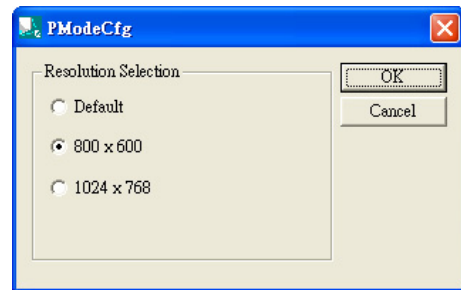 PModeCfg
Resolution Selection
Default
800 x 600
1024 x 768
OK
Cancel